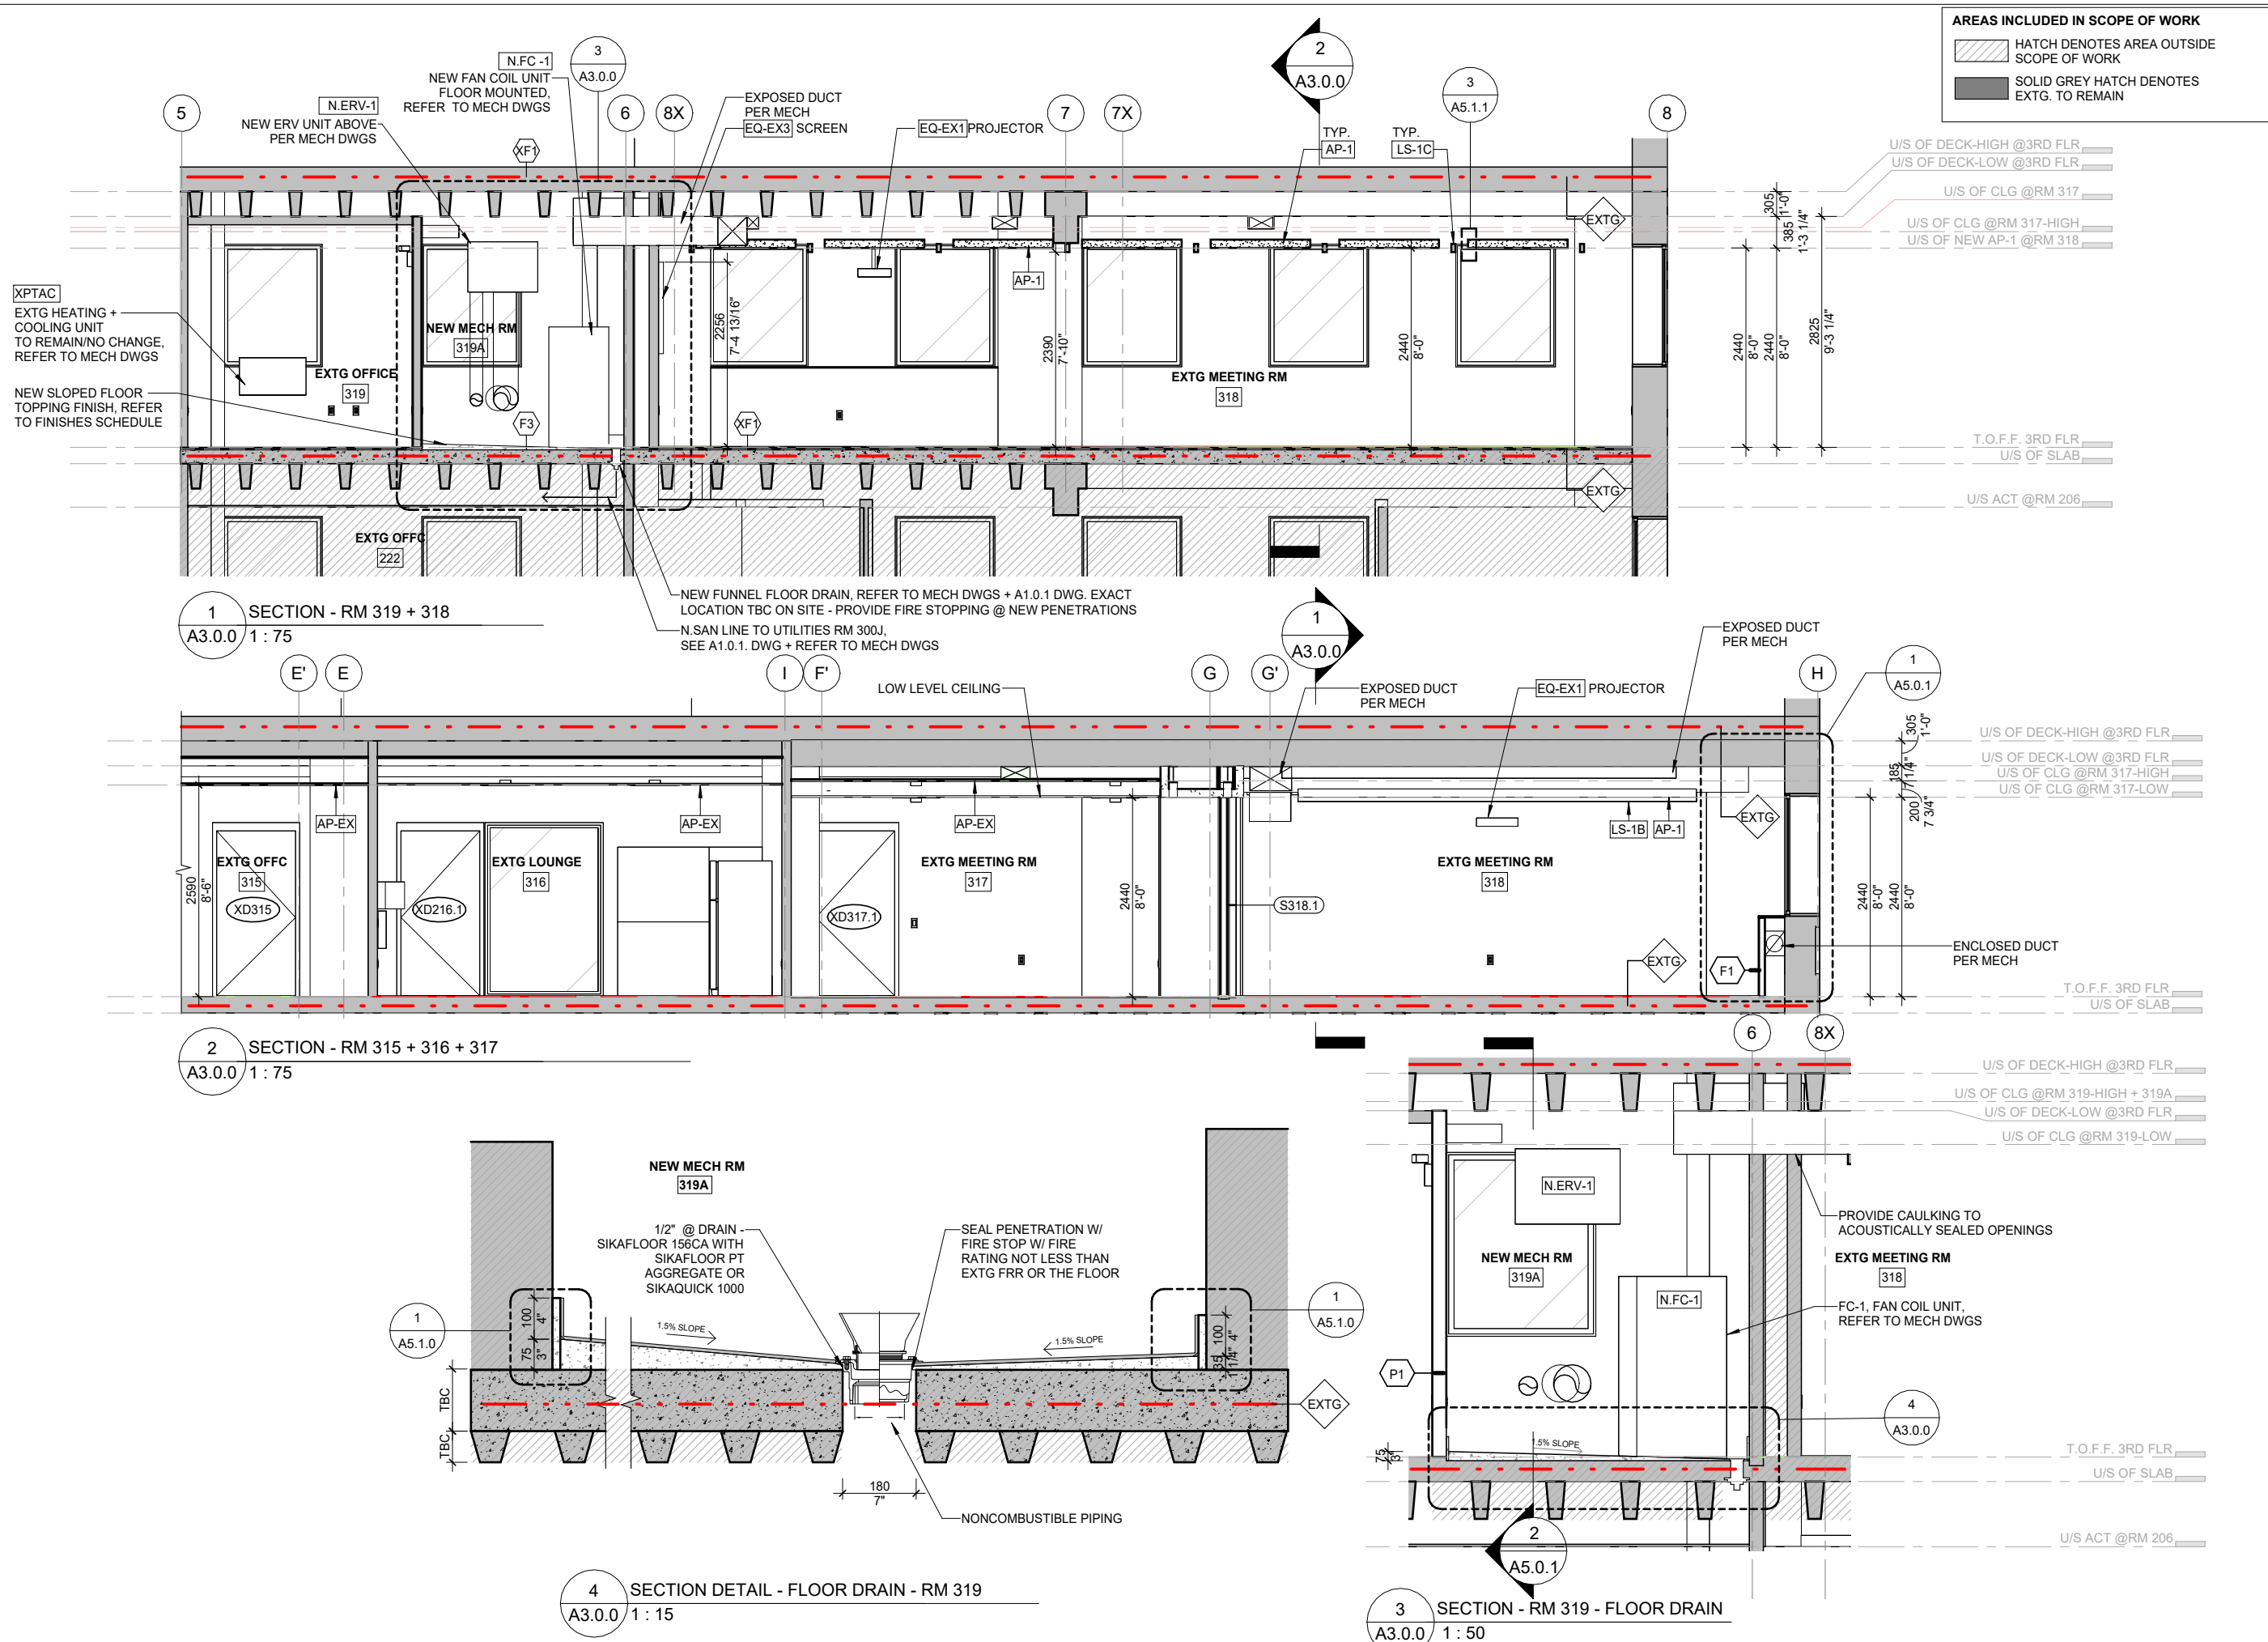 AREAS INCLUDED IN SCOPE OF WORK
HATCH DENOTES AREA OUTSIDE
SCOPE OF WORK
SOLID GREY HATCH DENOTES
EXTG. TO REMAIN
5
6
8X
7
7X
8
3
A3.0.0
2
A3.0.0
3
A5.1.1
N.FC -1
NEW FAN COIL UNIT
FLOOR MOUNTED,
REFER TO MECH DWGS
N.ERV-1
NEW ERV UNIT ABOVE
PER MECH DWGS
XF1
EXPOSED DUCT
PER MECH
EQ-EX3 SCREEN
EQ-EX1 PROJECTOR
TYP.
AP-1
TYP.
LS-1C
XPTAC
EXTG HEATING +
COOLING UNIT
TO REMAIN/NO CHANGE,
REFER TO MECH DWGS
NEW SLOPED FLOOR
TOPPING FINISH, REFER
TO FINISHES SCHEDULE
NEW MECH RM
319A
EXTG OFFICE
319
F3
XF1
AP-1
EXTG MEETING RM
318
EXTG
EXTG
EXTG OFFC
222
2256
7'-4 13/16"
2390
7'-10"
2440
8'-0"
2440
8'-0"
2440
8'-0"
305
1'-0"
385
1'-3 1/4"
2825
9'-3 1/4"
U/S OF DECK-HIGH @3RD FLR
U/S OF DECK-LOW @3RD FLR
U/S OF CLG @RM 317
U/S OF CLG @RM 317-HIGH
U/S OF NEW AP-1 @RM 318
T.O.F.F. 3RD FLR
U/S OF SLAB
U/S ACT @RM 206
NEW FUNNEL FLOOR DRAIN, REFER TO MECH DWGS + A1.0.1 DWG. EXACT
LOCATION TBC ON SITE - PROVIDE FIRE STOPPING @ NEW PENETRATIONS
N.SAN LINE TO UTILITIES RM 300J,
SEE A1.0.1. DWG + REFER TO MECH DWGS
1
A3.0.0
SECTION - RM 319 + 318
1 : 75
E'
E
I
F'
G
G'
H
1
A3.0.0
1
A5.0.1
LOW LEVEL CEILING
EXPOSED DUCT
PER MECH
EQ-EX1 PROJECTOR
EXPOSED DUCT
PER MECH
AP-EX
AP-EX
AP-EX
LS-1B
AP-1
EXTG
EXTG OFFC
315
XD315
EXTG LOUNGE
316
XD216.1
EXTG MEETING RM
317
XD317.1
S318.1
EXTG MEETING RM
318
EXTG
F1
ENCLOSED DUCT
PER MECH
2590
8'-6"
2440
8'-0"
2440
8'-0"
2440
8'-0"
305
1'-0"
185
7 1/4"
200
7 3/4"
U/S OF DECK-HIGH @3RD FLR
U/S OF DECK-LOW @3RD FLR
U/S OF CLG @RM 317-HIGH
U/S OF CLG @RM 317-LOW
T.O.F.F. 3RD FLR
U/S OF SLAB
2
A3.0.0
SECTION - RM 315 + 316 + 317
1 : 75
NEW MECH RM
319A
1/2" @ DRAIN -
SIKAFLOOR 156CA WITH
SIKAFLOOR PT
AGGREGATE OR
SIKAQUICK 1000
SEAL PENETRATION W/
FIRE STOP W/ FIRE
RATING NOT LESS THAN
EXTG FRR OR THE FLOOR
1
A5.1.0
1
A5.1.0
100
4"
75
3"
1.5% SLOPE
1.5% SLOPE
100
4"
35
1/4"
TBC
TBC
EXTG
180
7"
NONCOMBUSTIBLE PIPING
4
A3.0.0
SECTION DETAIL - FLOOR DRAIN - RM 319
1 : 15
6
8X
U/S OF DECK-HIGH @3RD FLR
U/S OF CLG @RM 319-HIGH + 319A
U/S OF DECK-LOW @3RD FLR
U/S OF CLG @RM 319-LOW
N.ERV-1
PROVIDE CAULKING TO
ACOUSTICALLY SEALED OPENINGS
NEW MECH RM
319A
EXTG MEETING RM
318
N.FC-1
FC-1, FAN COIL UNIT,
REFER TO MECH DWGS
P1
4
A3.0.0
1.5% SLOPE
75
3"
T.O.F.F. 3RD FLR
U/S OF SLAB
U/S ACT @RM 206
2
A5.0.1
3
A3.0.0
SECTION - RM 319 - FLOOR DRAIN
1 : 50